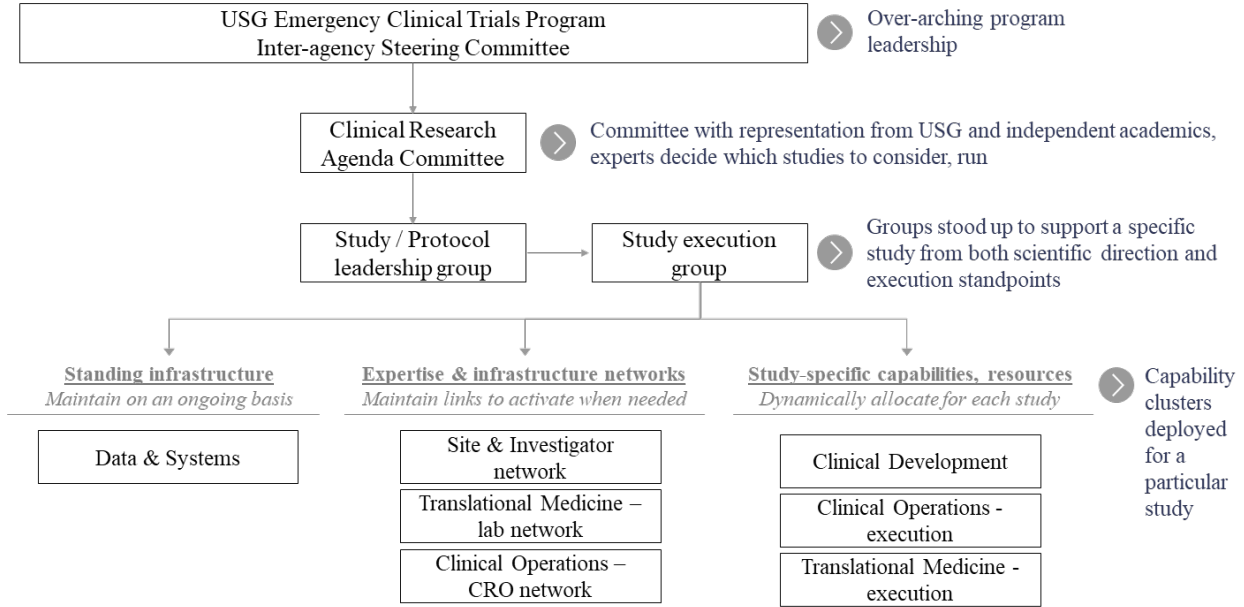 USG Emergency Clinical Trials Program
Inter-agency Steering Committee
Over-arching program
leadership
Clinical Research
Agenda Committee
Committee with representation from USG and independent academics,
experts decide which studies to consider, run
Study / Protocol
leadership group
Study execution
group
Groups stood up to support a specific
study from both scientific direction and
execution standpoints
Standing infrastructure
Maintain on an ongoing basis
Data & Systems
Expertise & infrastructure networks
Maintain links to activate when needed
Site & Investigator
network
Translational Medicine –
lab network
Clinical Operations –
CRO network
Study-specific capabilities, resources
Dynamically allocate for each study
Clinical Development
Clinical Operations -
execution
Translational Medicine -
execution
Capability
clusters
deployed
for a
particular
study